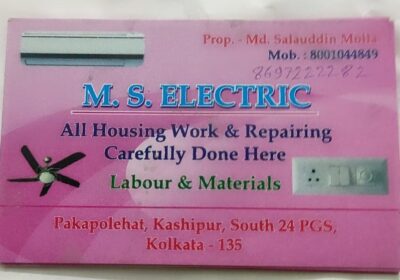 Prop. - Md. Salauddin Molla
Mob. : 8001044849
8697222282
M. S. ELECTRIC
All Housing Work & Repairing
Carefully Done Here
Labour & Materials
Pakapolehat, Kashipur, South 24 PGS,
Kolkata - 135